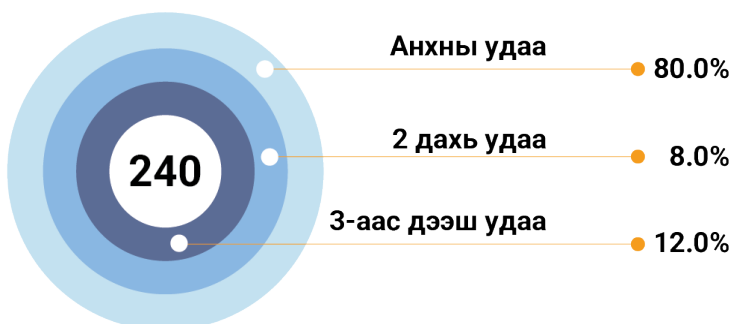 Анхны удаа
80.0%
240
2 дахь удаа
8.0%
3-аас дээш удаа
12.0%